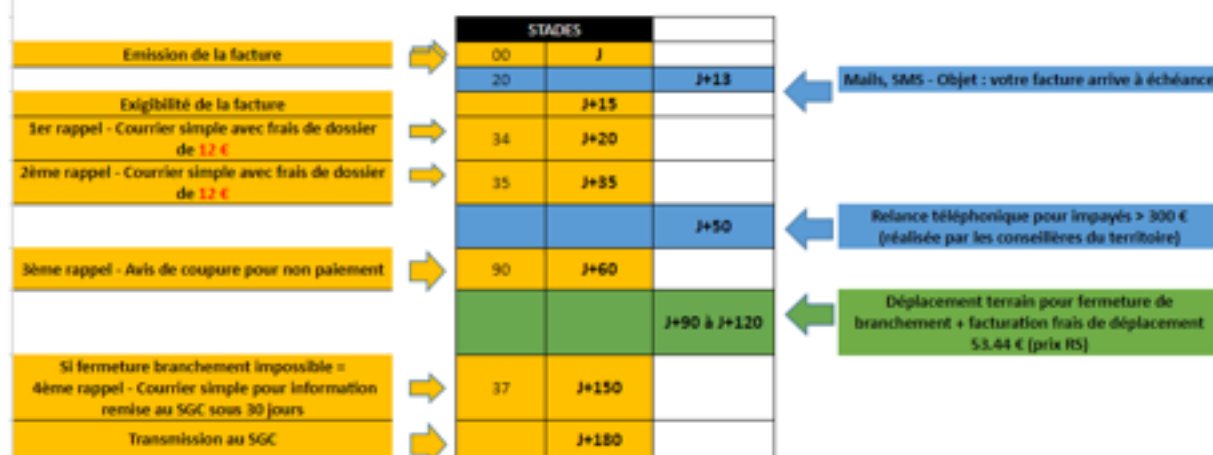 STADES
Emission de la facture
00 J
20 J+13
Mails, SMS - Objet : votre facture arrive à échéance
Exigibilité de la facture
J+15
1er rappel - Courrier simple avec frais de dossier
de 12 €
34 J+20
2ème rappel - Courrier simple avec frais de dossier
de 12 €
35 J+35
J+50
Relance téléphonique pour impayés > 300 €
(réalisée par les conseillères du territoire)
3ème rappel - Avis de coupure pour non paiement
90 J+60
J+90 à J+120
Déplacement terrain pour fermeture de
branchement + facturation frais de déplacement
53.44 € (prix RS)
Si fermeture branchement impossible =
4ème rappel - Courrier simple pour information
remise au SGC sous 30 jours
37 J+150
Transmission au SGC
J+180